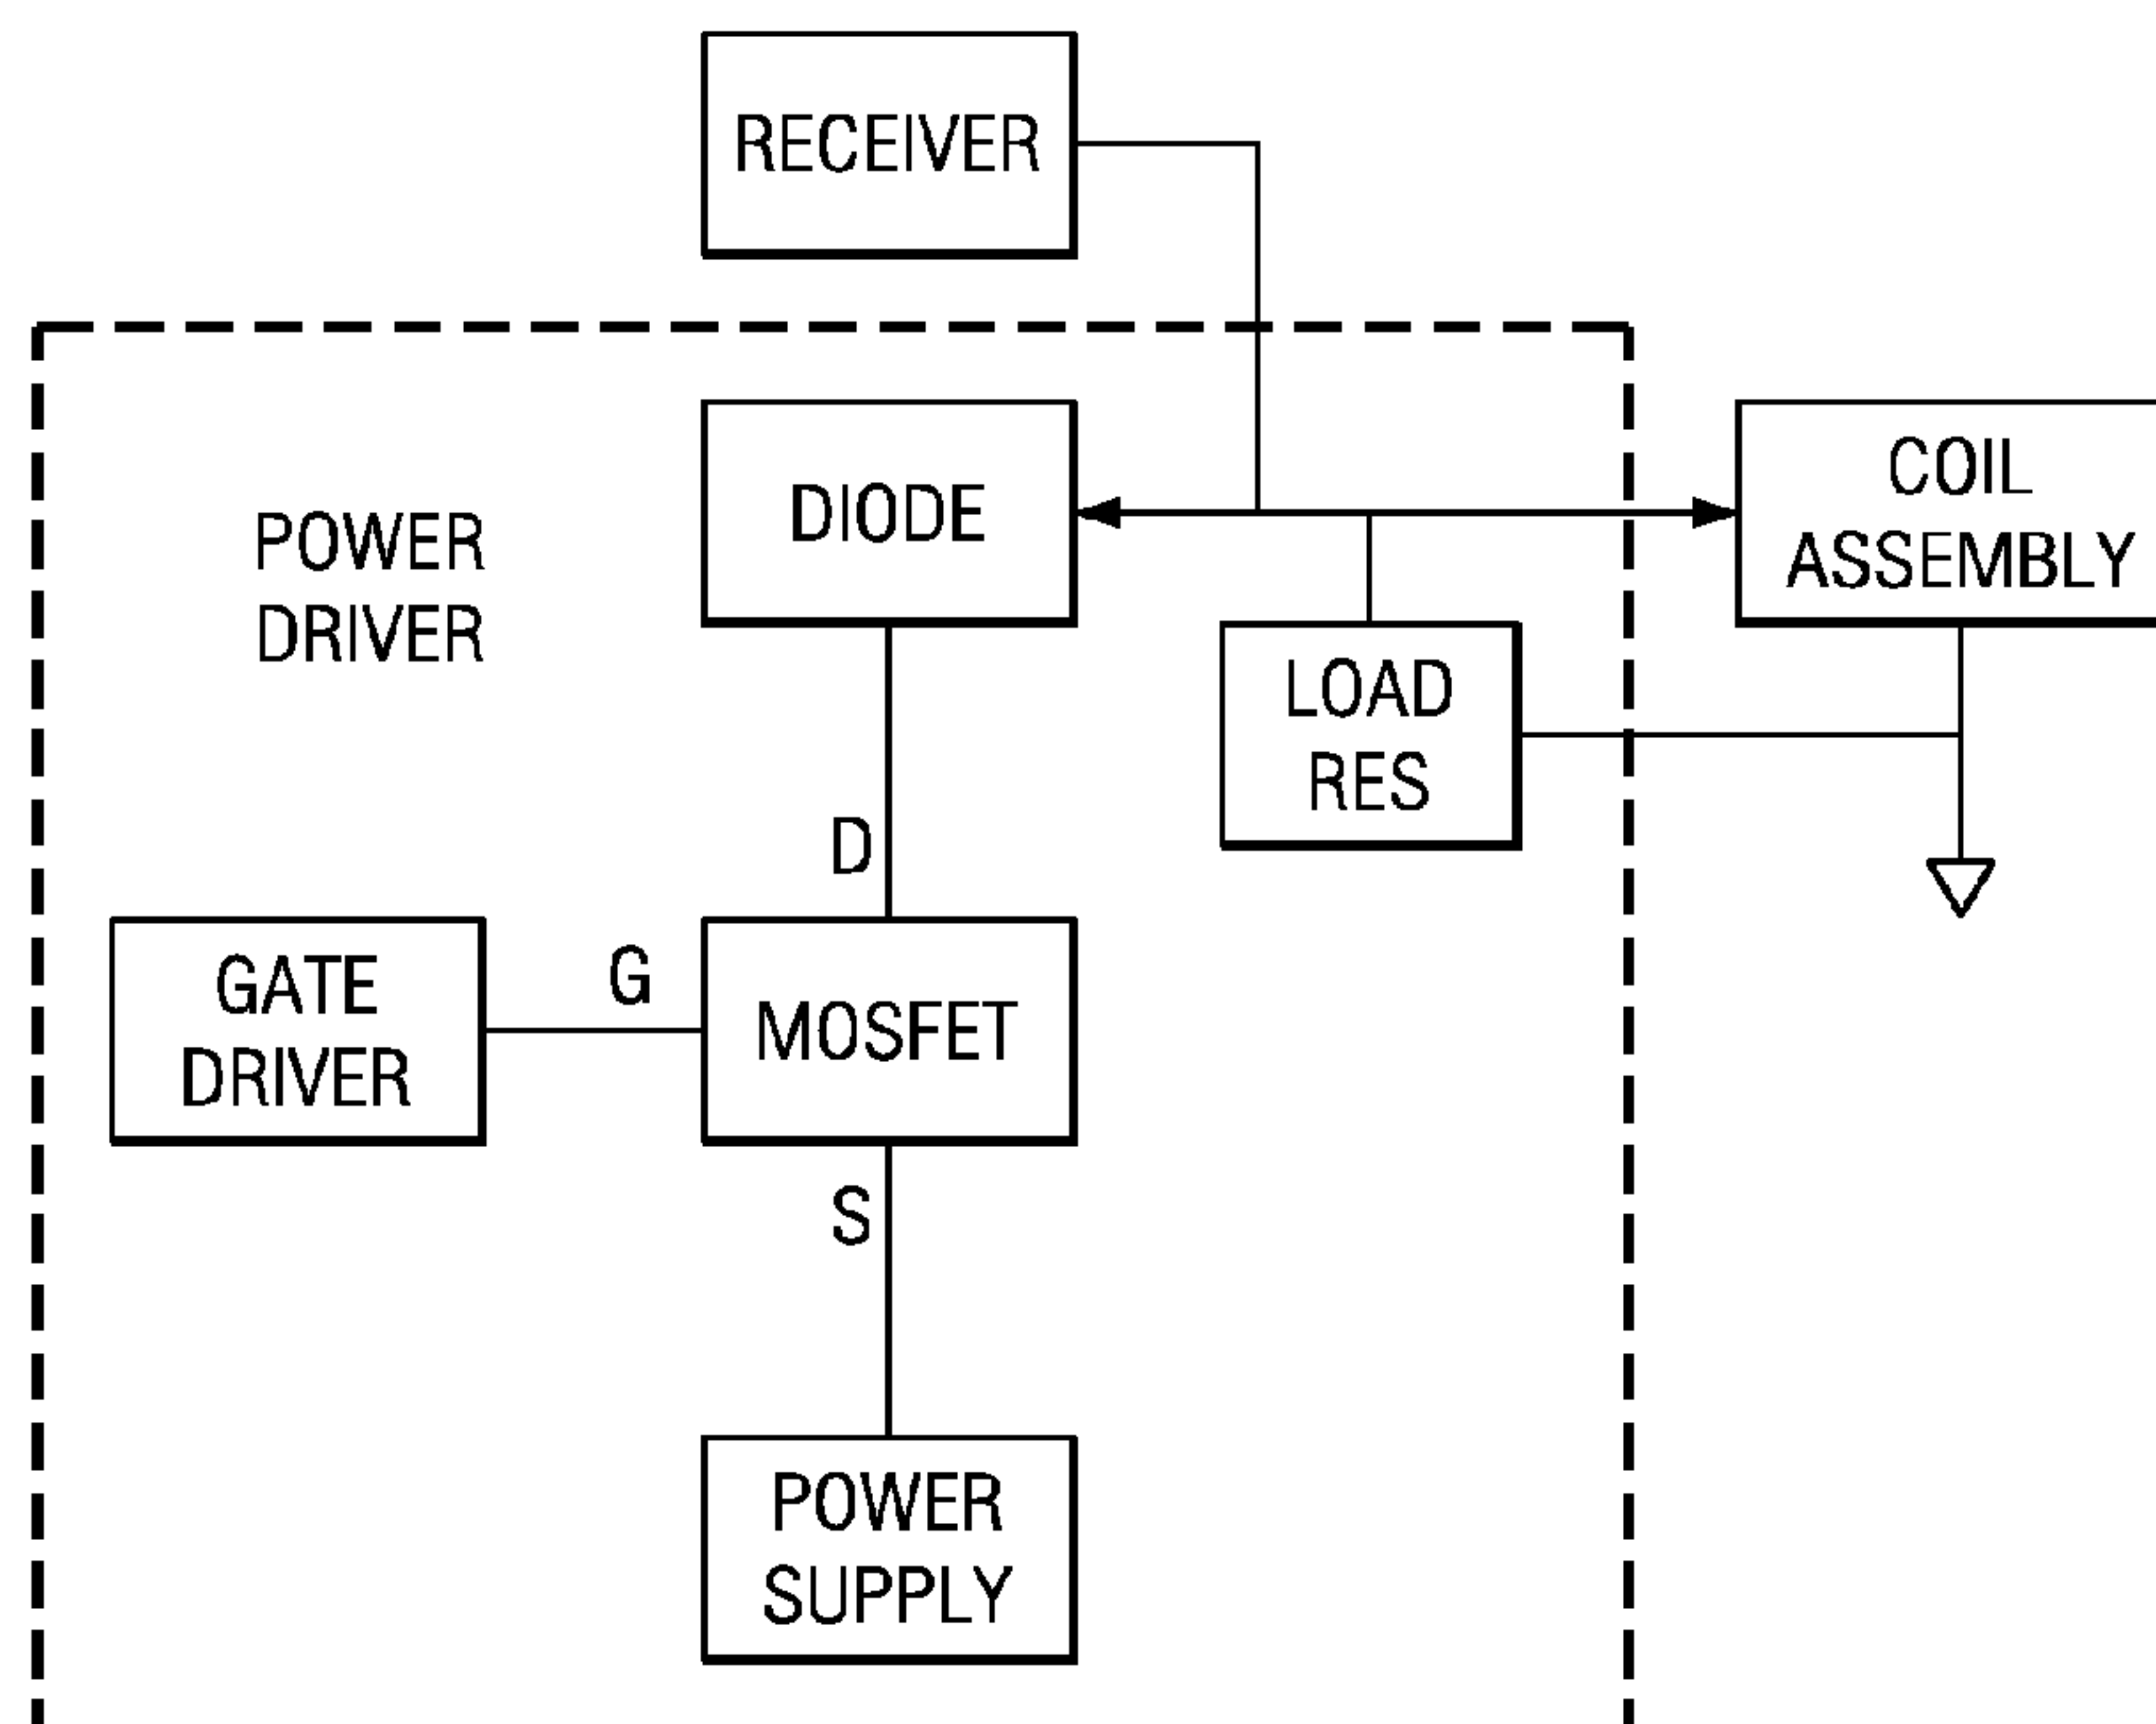 RECEIVER
DIODE
COIL
ASSEMBLY
POWER
DRIVER
LOAD
RES
D
GATE
DRIVER
G
MOSFET
S
POWER
SUPPLY